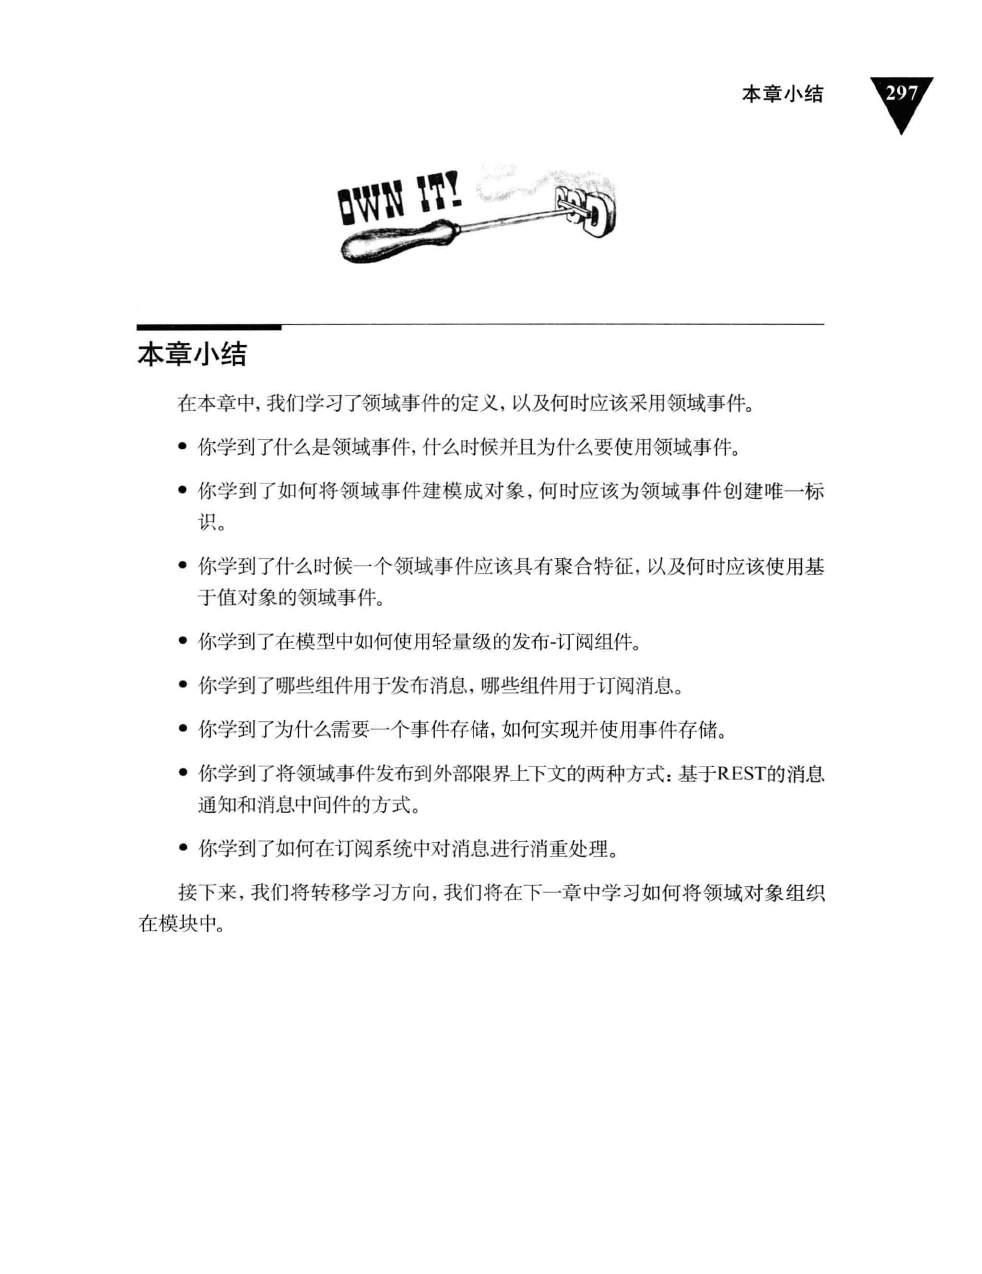 本章小结
297
OWN IT!
DDD
本章小结
在本章中，我们学习了领域事件的定义，以及何时应该采用领域事件。
● 你学到了什么是领域事件，什么时候并且为什么要使用领域事件。
● 你学到了如何将领域事件建模成对象，何时应该为领域事件创建唯一标
识。
● 你学到了什么时候一个领域事件应该具有聚合特征，以及何时应该使用基
于值对象的领域事件。
● 你学到了在模型中如何使用轻量级的发布-订阅组件。
● 你学到了哪些组件用于发布消息，哪些组件用于订阅消息。
● 你学到了为什么需要一个事件存储，如何实现并使用事件存储。
● 你学到了将领域事件发布到外部限界上下文的两种方式：基于REST的消息
通知和消息中间件的方式。
● 你学到了如何在订阅系统中对消息进行消重处理。
接下来，我们将转移学习方向，我们将在下一章中学习如何将领域对象组织
在模块中。